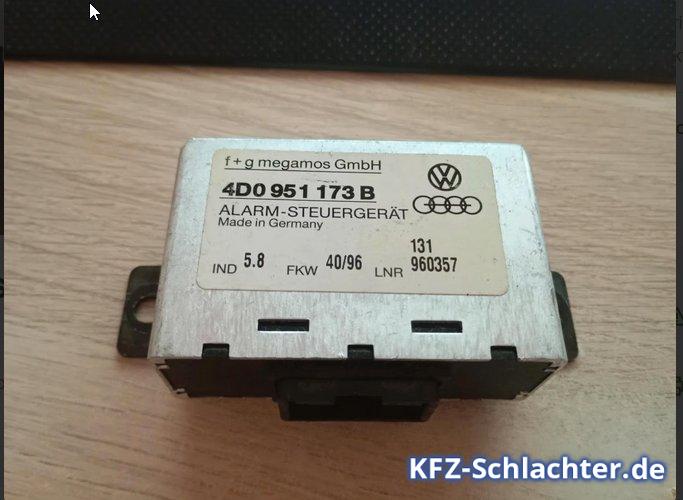 f+g megamos GmbH
4D0 951 173 B
ALARM-STEUERGERÄT
Made in Germany
131
IND 5.8 FKW 40/96 LNR 960357
KFZ-Schlachter.de